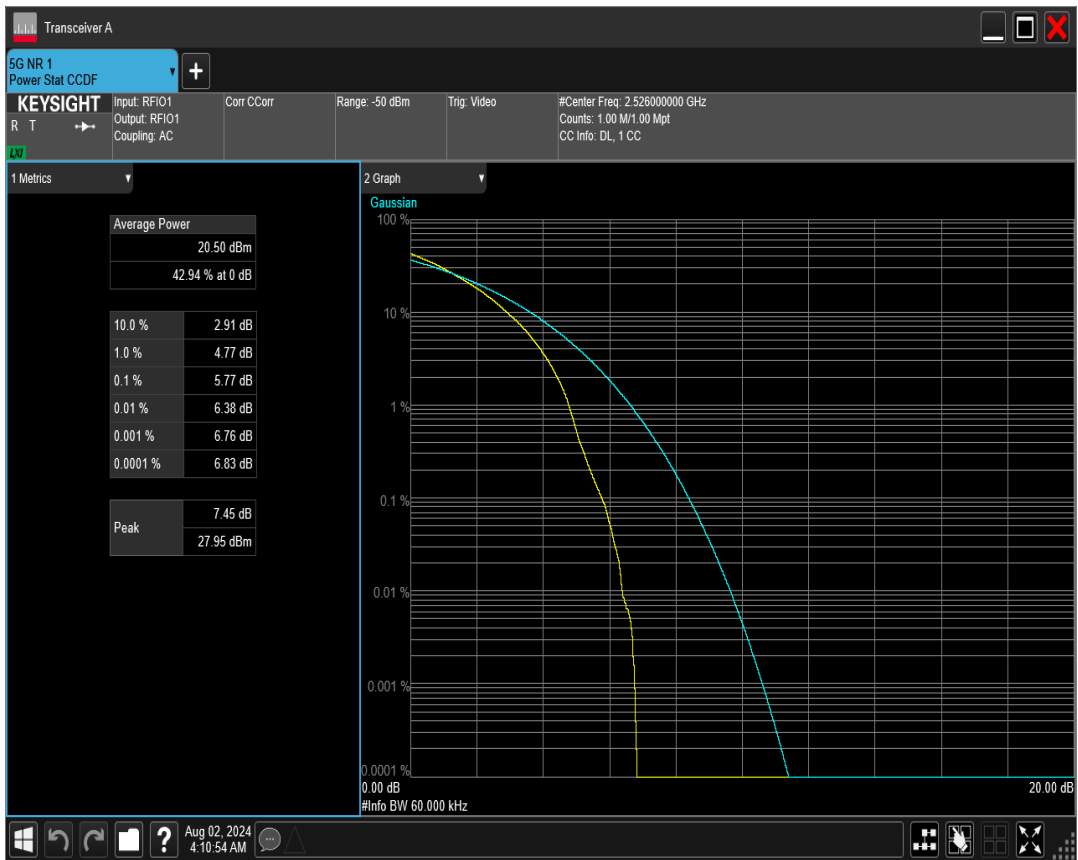 Transceiver A
5G NR 1
Power Stat CCDF
+
KEYSIGHT
R T
LXI
Input: RFIO1
Output: RFIO1
Coupling: AC
Corr CCorr
Range: -50 dBm
Trig: Video
#Center Freq: 2.526000000 GHz
Counts: 1.00 M/1.00 Mpt
CC Info: DL, 1 CC
1 Metrics
Average Power
20.50 dBm
42.94 % at 0 dB
10.0 % 2.91 dB
1.0 % 4.77 dB
0.1 % 5.77 dB
0.01 % 6.38 dB
0.001 % 6.76 dB
0.0001 % 6.83 dB
Peak
7.45 dB
27.95 dBm
2 Graph
Gaussian
100 %
10 %
1 %
0.1 %
0.01 %
0.001 %
0.0001 %
0.00 dB 20.00 dB
#Info BW 60.000 kHz
?
Aug 02, 2024
4:10:54 AM